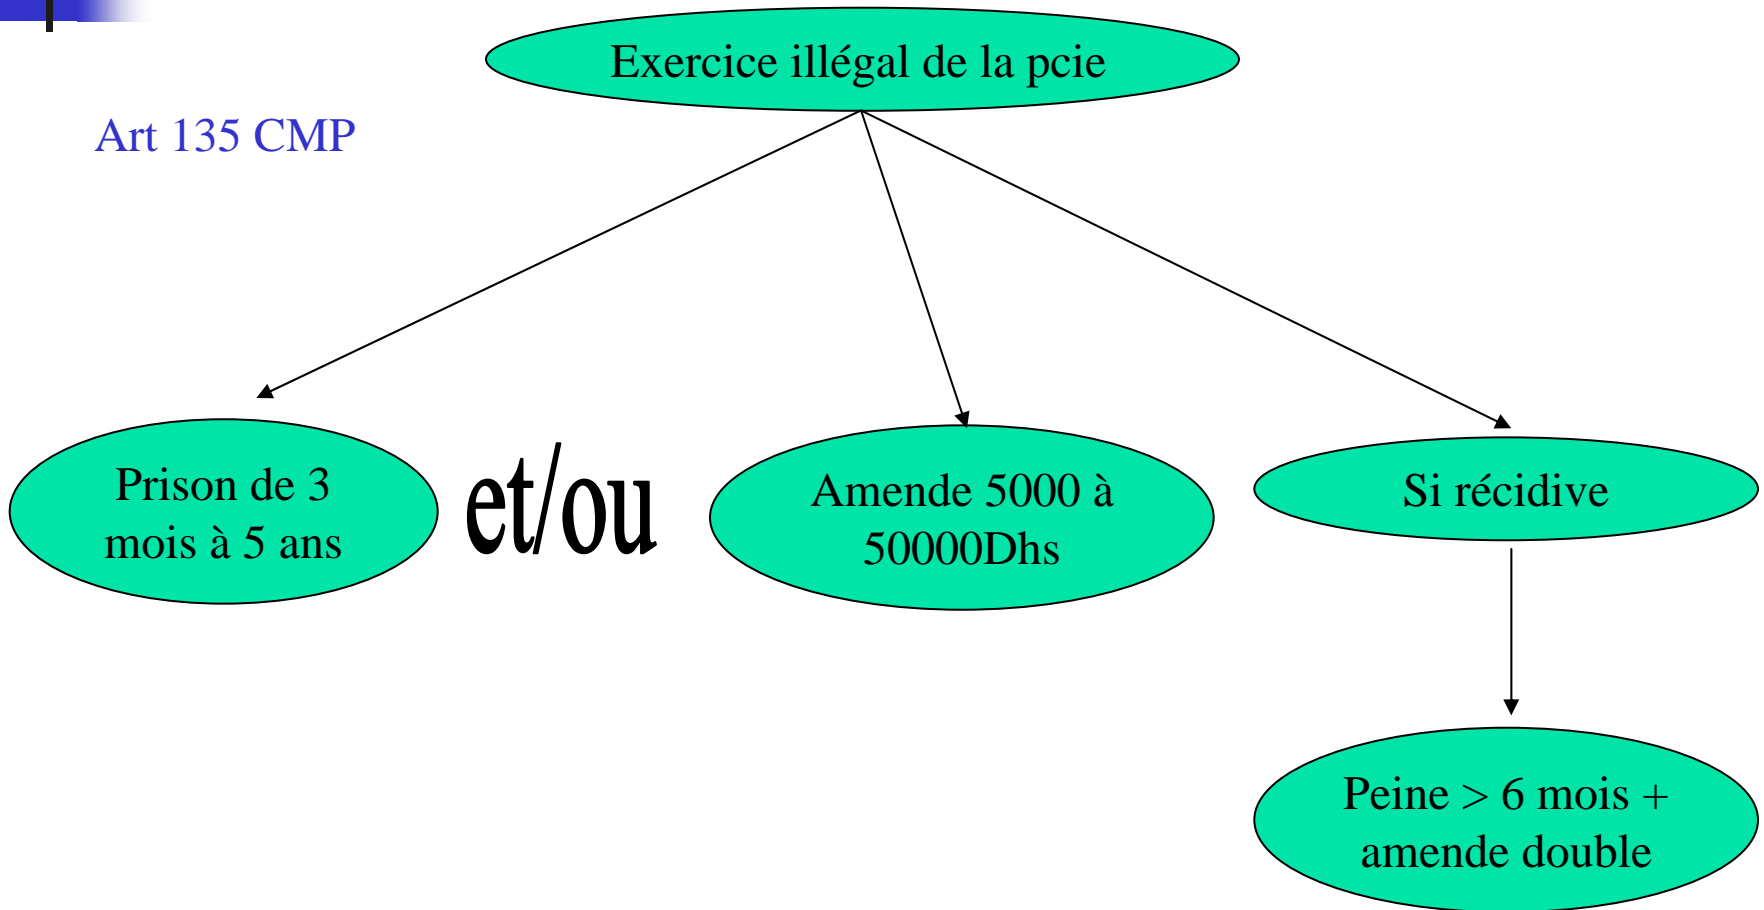 Exercice illégal de la pcie
Art 135 CMP
Prison de 3
mois à 5 ans
et/ou
Amende 5000 à
50000Dhs
Si récidive
Peine > 6 mois +
amende double